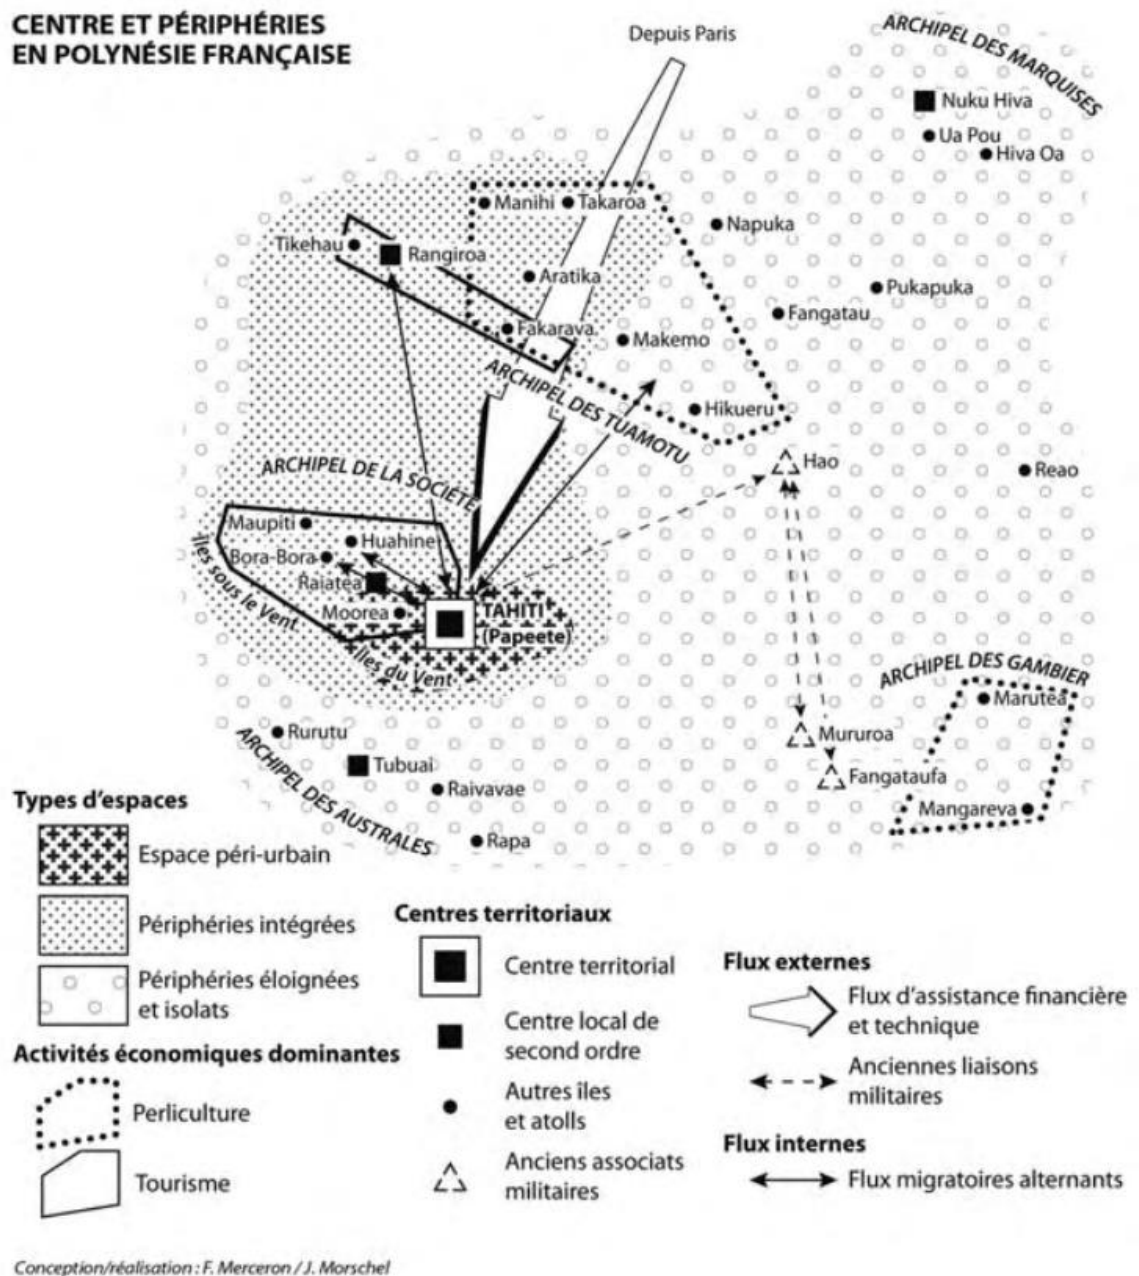 CENTRE ET PÉRIPHÉRIES
EN POLYNÉSIE FRANÇAISE
Depuis Paris
ARCHIPEL DES MARQUISES
Nuku Hiva
Ua Pou
Hiva Oa
Manihi
Takaroa
Napuka
Tikehau
Rangiroa
Aratika
Pukapuka
Fangatau
Fakarava
Makemo
ARCHIPEL DES TUAMOTU
Hikueru
Hao
Reao
ARCHIPEL DE LA SOCIÉTÉ
Maupiti
Huahine
Bora-Bora
Raiatea
Îles sous le Vent
Moorea
TAHITI
(Papeete)
Îles du Vent
ARCHIPEL DES GAMBIER
Marutea
Rurutu
Mururoa
Tubuai
Fangataufa
Raivavae
Mangareva
ARCHIPEL DES AUSTRALES
Rapa
Types d'espaces
Espace péri-urbain
Périphéries intégrées
Périphéries éloignées
et isolats
Activités économiques dominantes
Perliculture
Tourisme
Centres territoriaux
Centre territorial
Centre local de
second ordre
Autres îles
et atolls
Anciens associats
militaires
Flux externes
Flux d'assistance financière
et technique
Anciennes liaisons
militaires
Flux internes
Flux migratoires alternants
Conception/réalisation : F. Merceron / J. Morschel